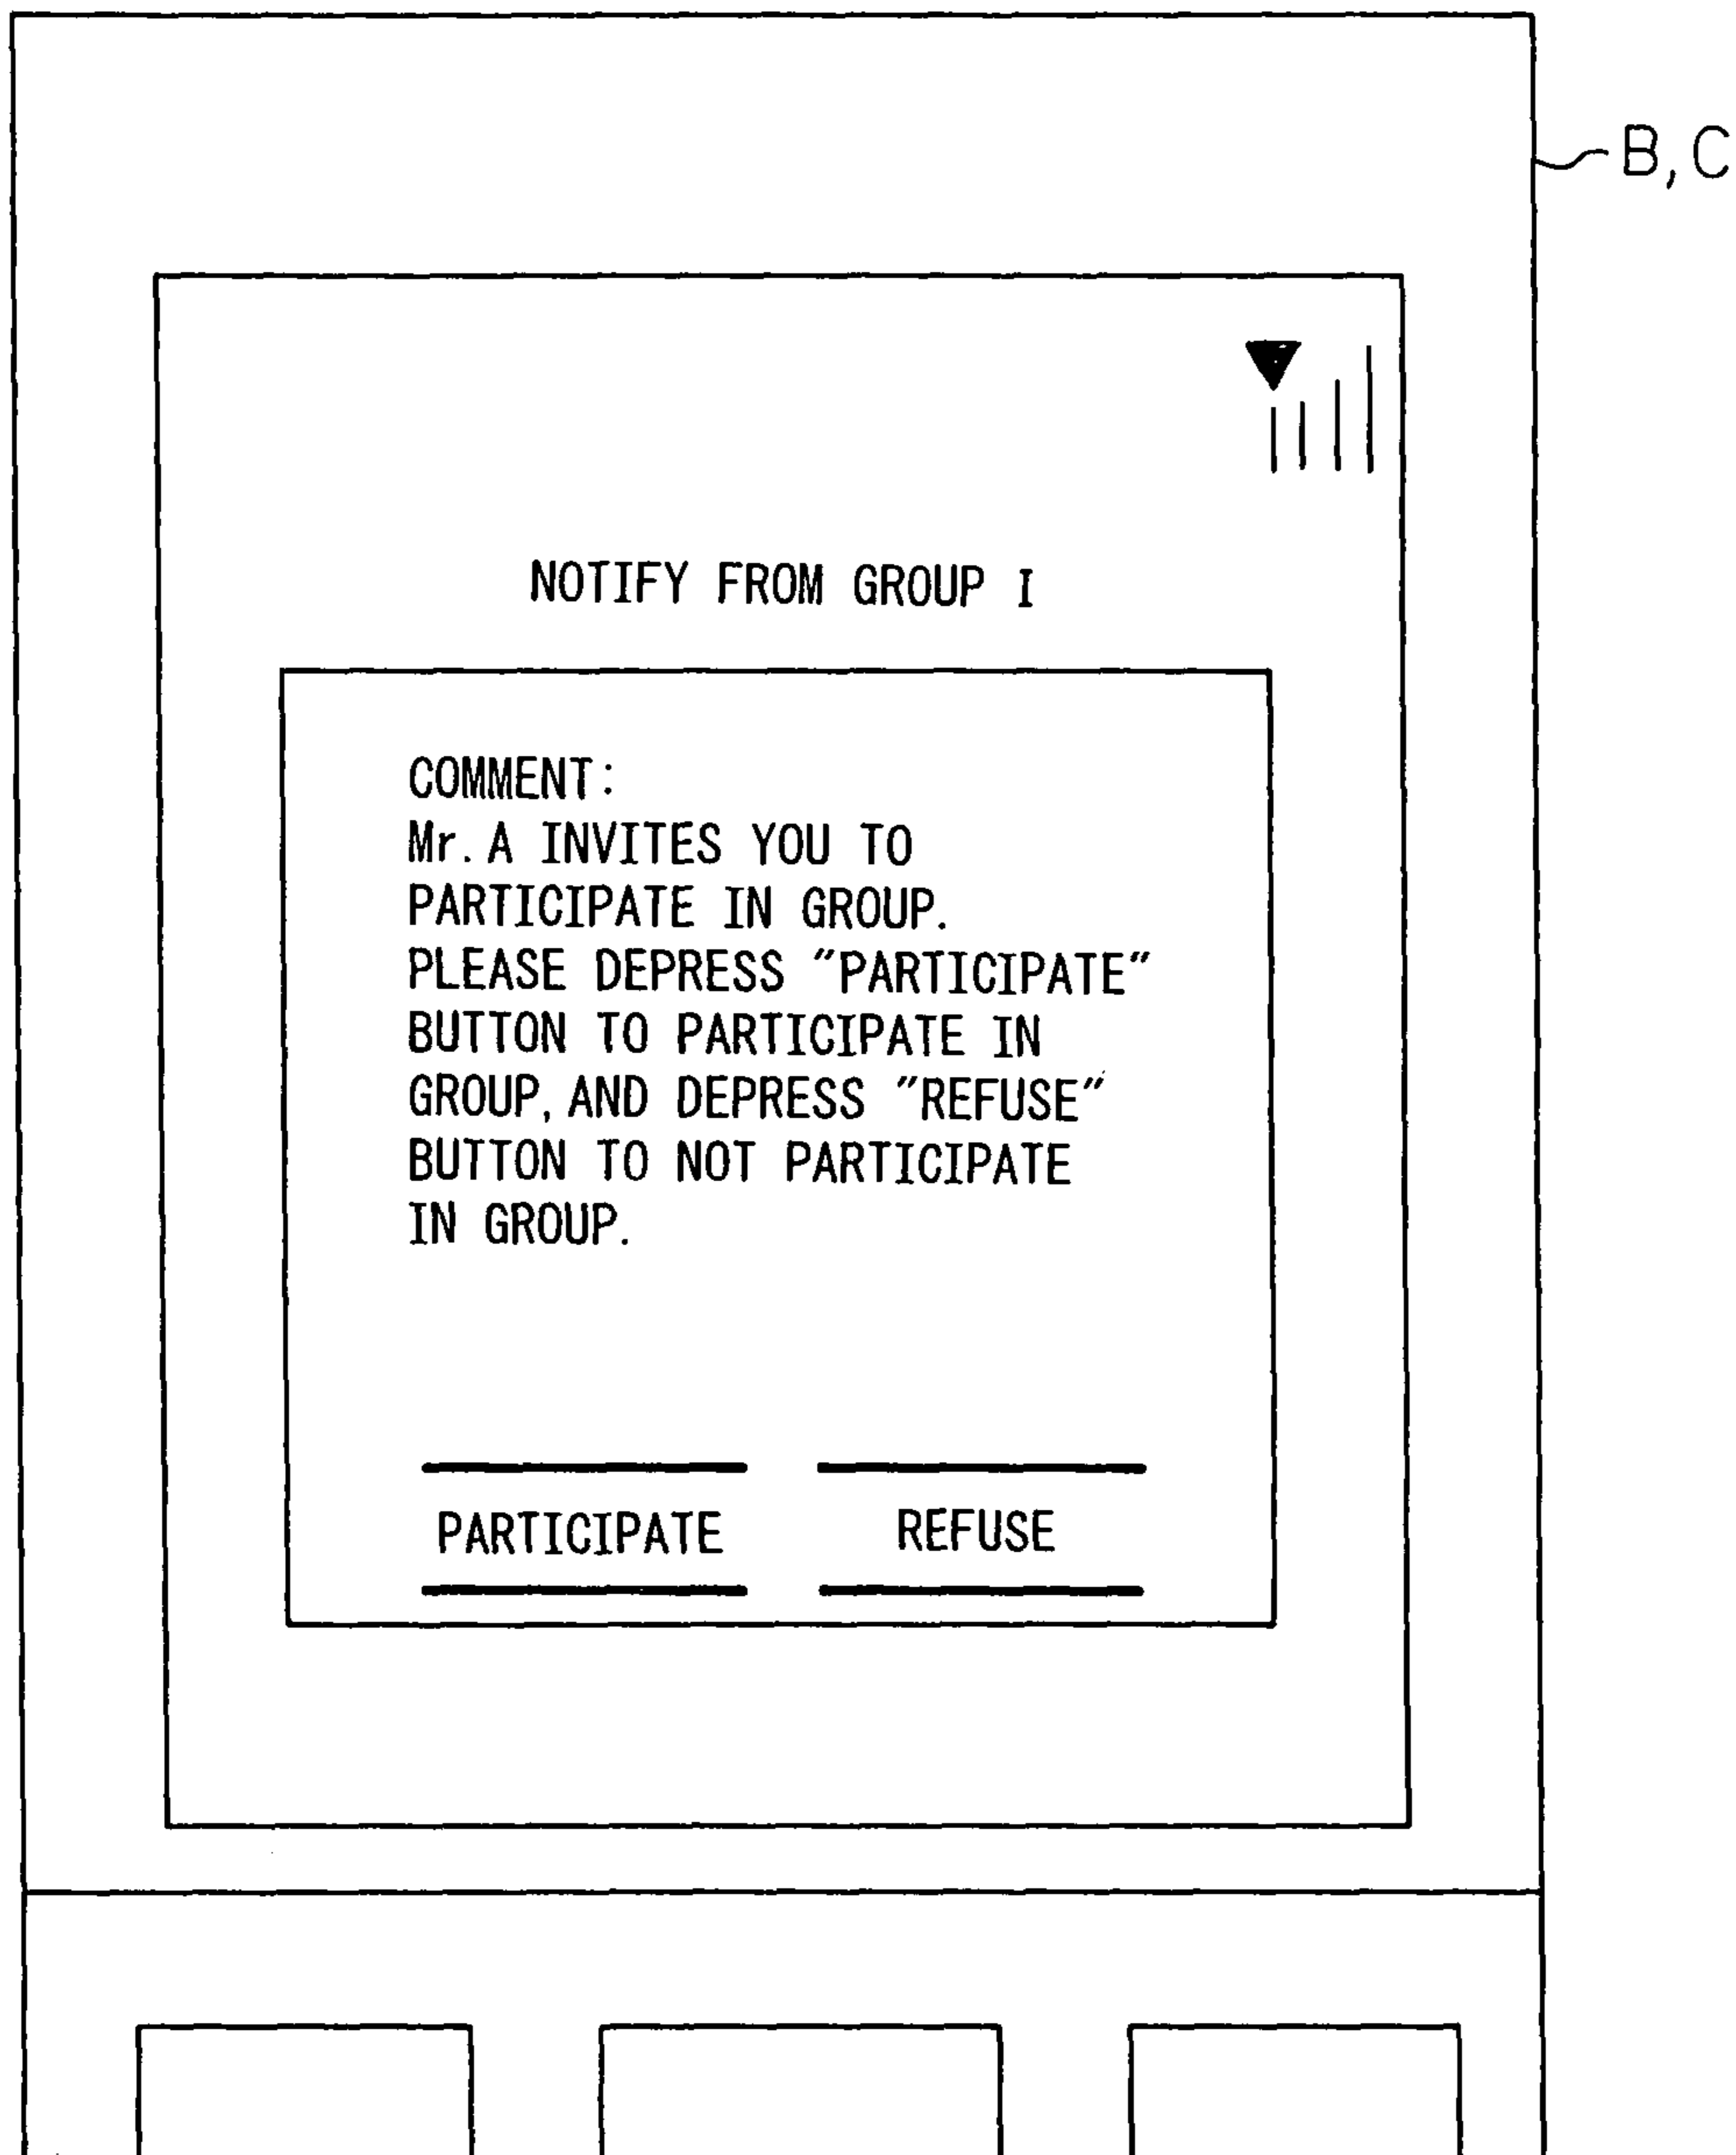 B, C
NOTIFY FROM GROUP I
COMMENT:
Mr. A INVITES YOU TO
PARTICIPATE IN GROUP.
PLEASE DEPRESS "PARTICIPATE"
BUTTON TO PARTICIPATE IN
GROUP, AND DEPRESS "REFUSE"
BUTTON TO NOT PARTICIPATE
IN GROUP.
PARTICIPATE REFUSE